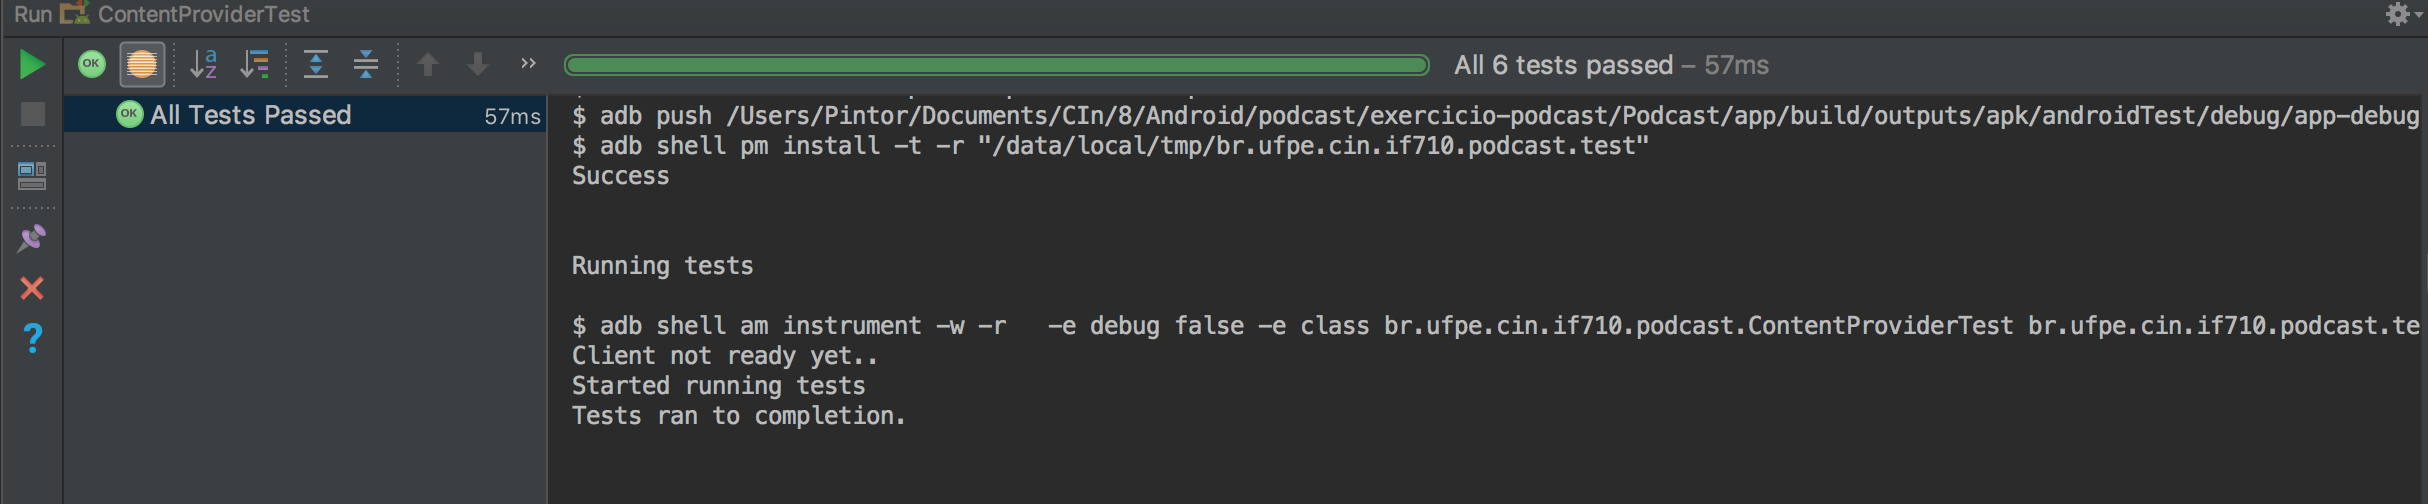 Run ContentProviderTest
OK
All 6 tests passed – 57ms
OK All Tests Passed 57ms
$ adb push /Users/Pintor/Documents/CIn/8/Android/podcast/exercicio-podcast/Podcast/app/build/outputs/apk/androidTest/debug/app-debug
$ adb shell pm install -t -r "/data/local/tmp/br.ufpe.cin.if710.podcast.test"
Success
Running tests
$ adb shell am instrument -w -r   -e debug false -e class br.ufpe.cin.if710.podcast.ContentProviderTest br.ufpe.cin.if710.podcast.te
Client not ready yet..
Started running tests
Tests ran to completion.